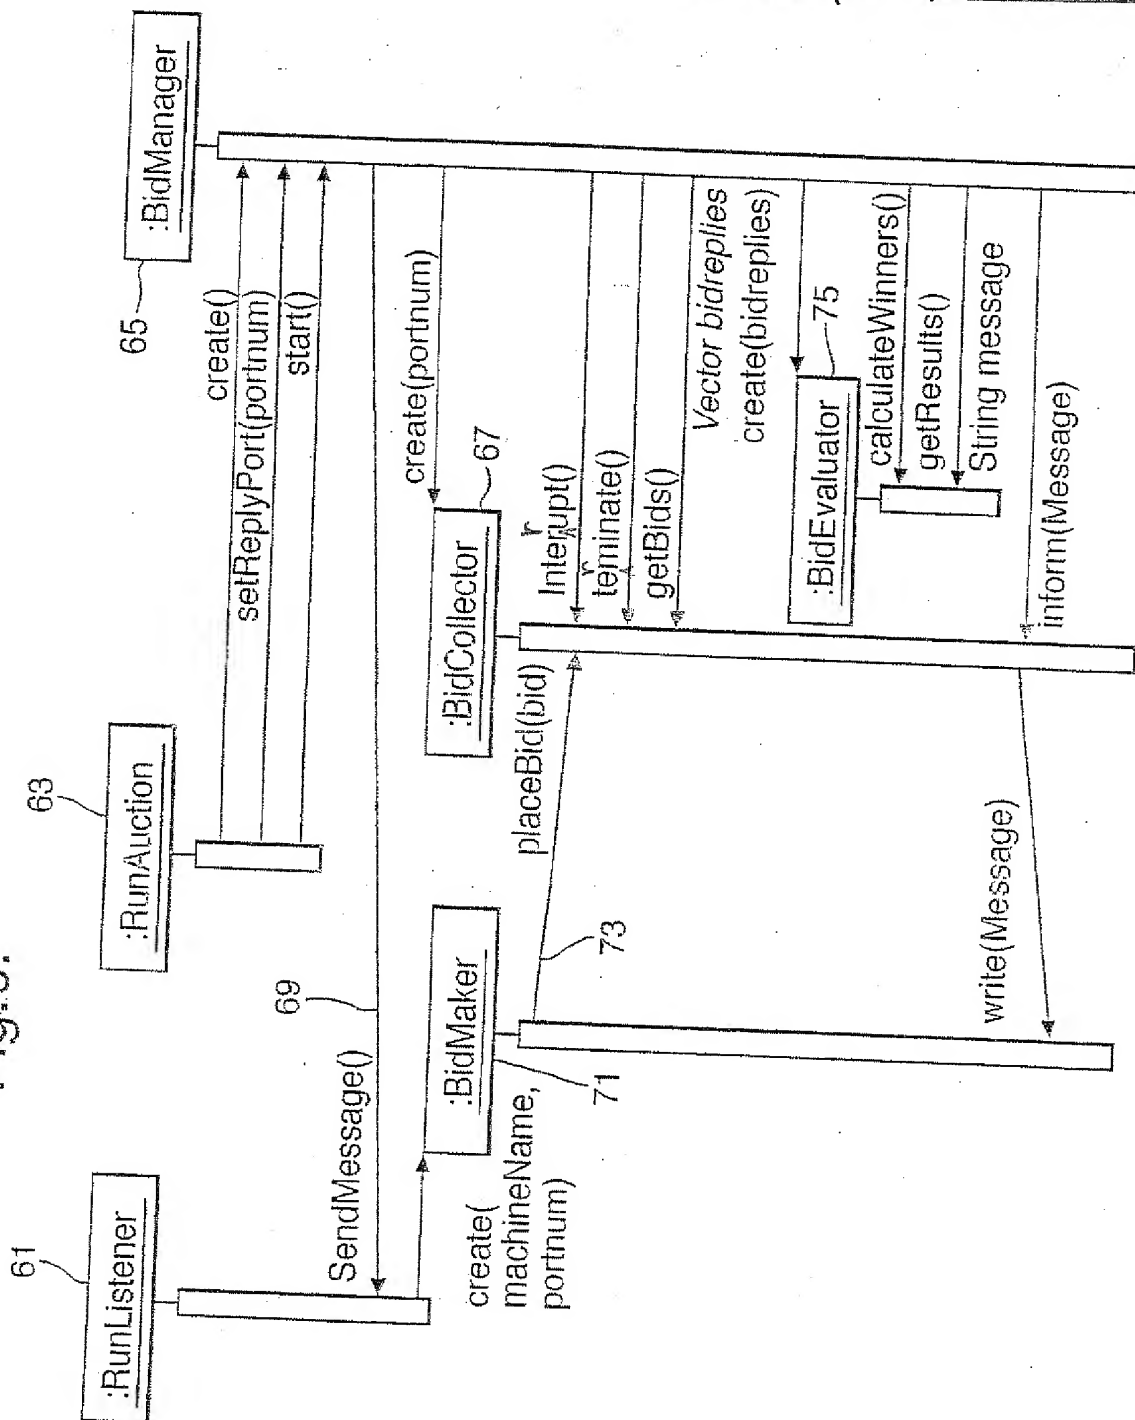 61
:RunListener
63
:RunAuction
65
:BidManager
create()
setReplyPort(portnum)
start()
69
SendMessage()
create(portnum)
:BidMaker
71
:BidCollector
67
create(
machineName,
portnum)
73
placeBid(bid)
r
Interupt()
r
teminate()
getBids()
Vector bidreplies
create(bidreplies)
:BidEvaluator
75
calculateWinners()
getResults()
String message
write(Message)
inform(Message)